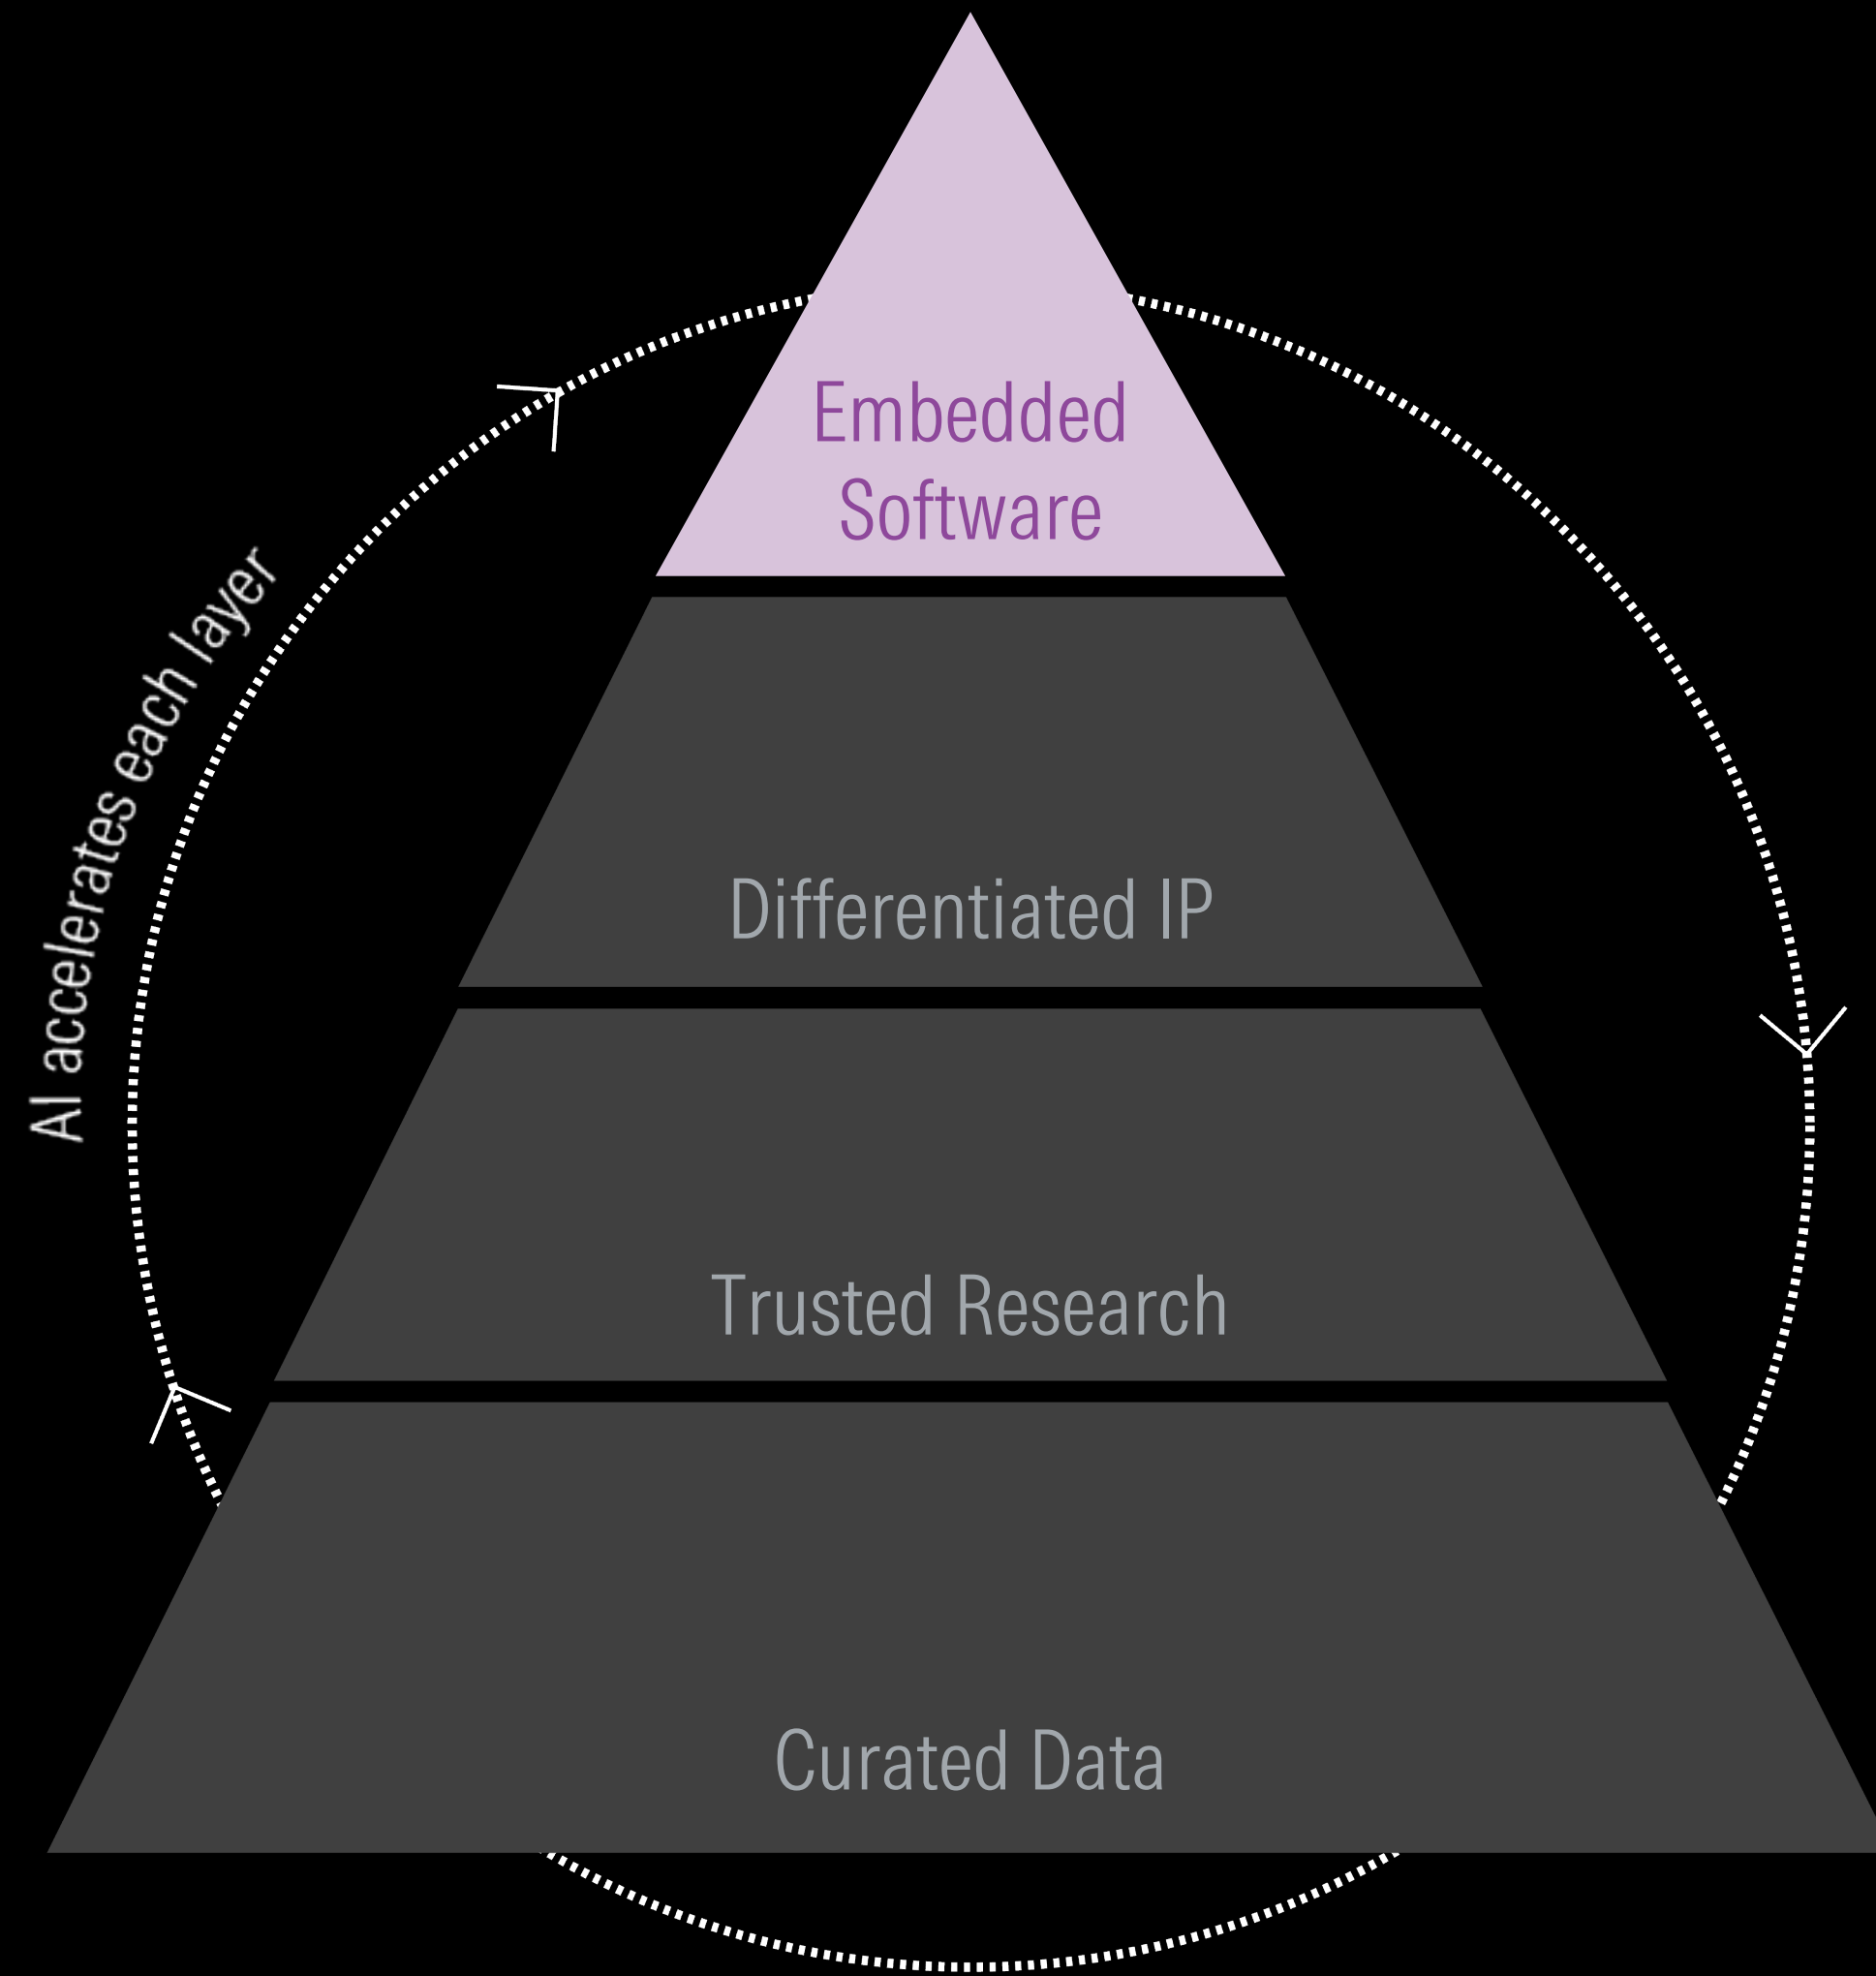 Embedded
Software
AI accelerates each layer
Differentiated IP
Trusted Research
Curated Data